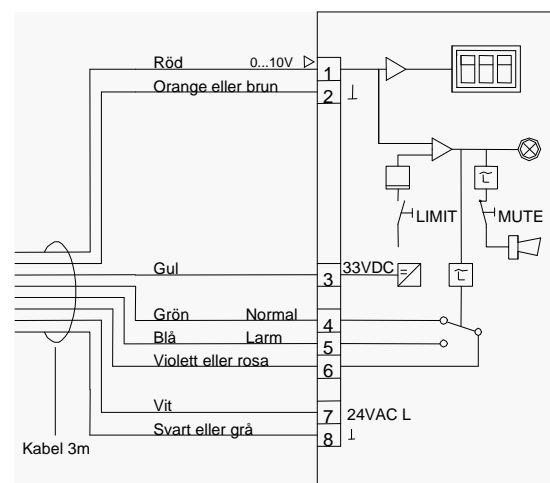 Röd 0...10V 1
Orange eller brun 2 ⊥
LIMIT MUTE
Gul 3 33VDC
Grön Normal 4
Blå Larm 5
Violett eller rosa 6
Vit 7 24VAC L
Svart eller grå 8 ⊥
Kabel 3m